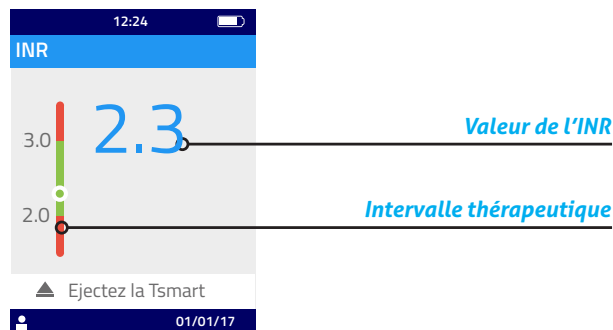 12:24
INR
2.3
Valeur de l'INR
3.0
Intervalle thérapeutique
2.0
Ejectez la Tsmart
01/01/17